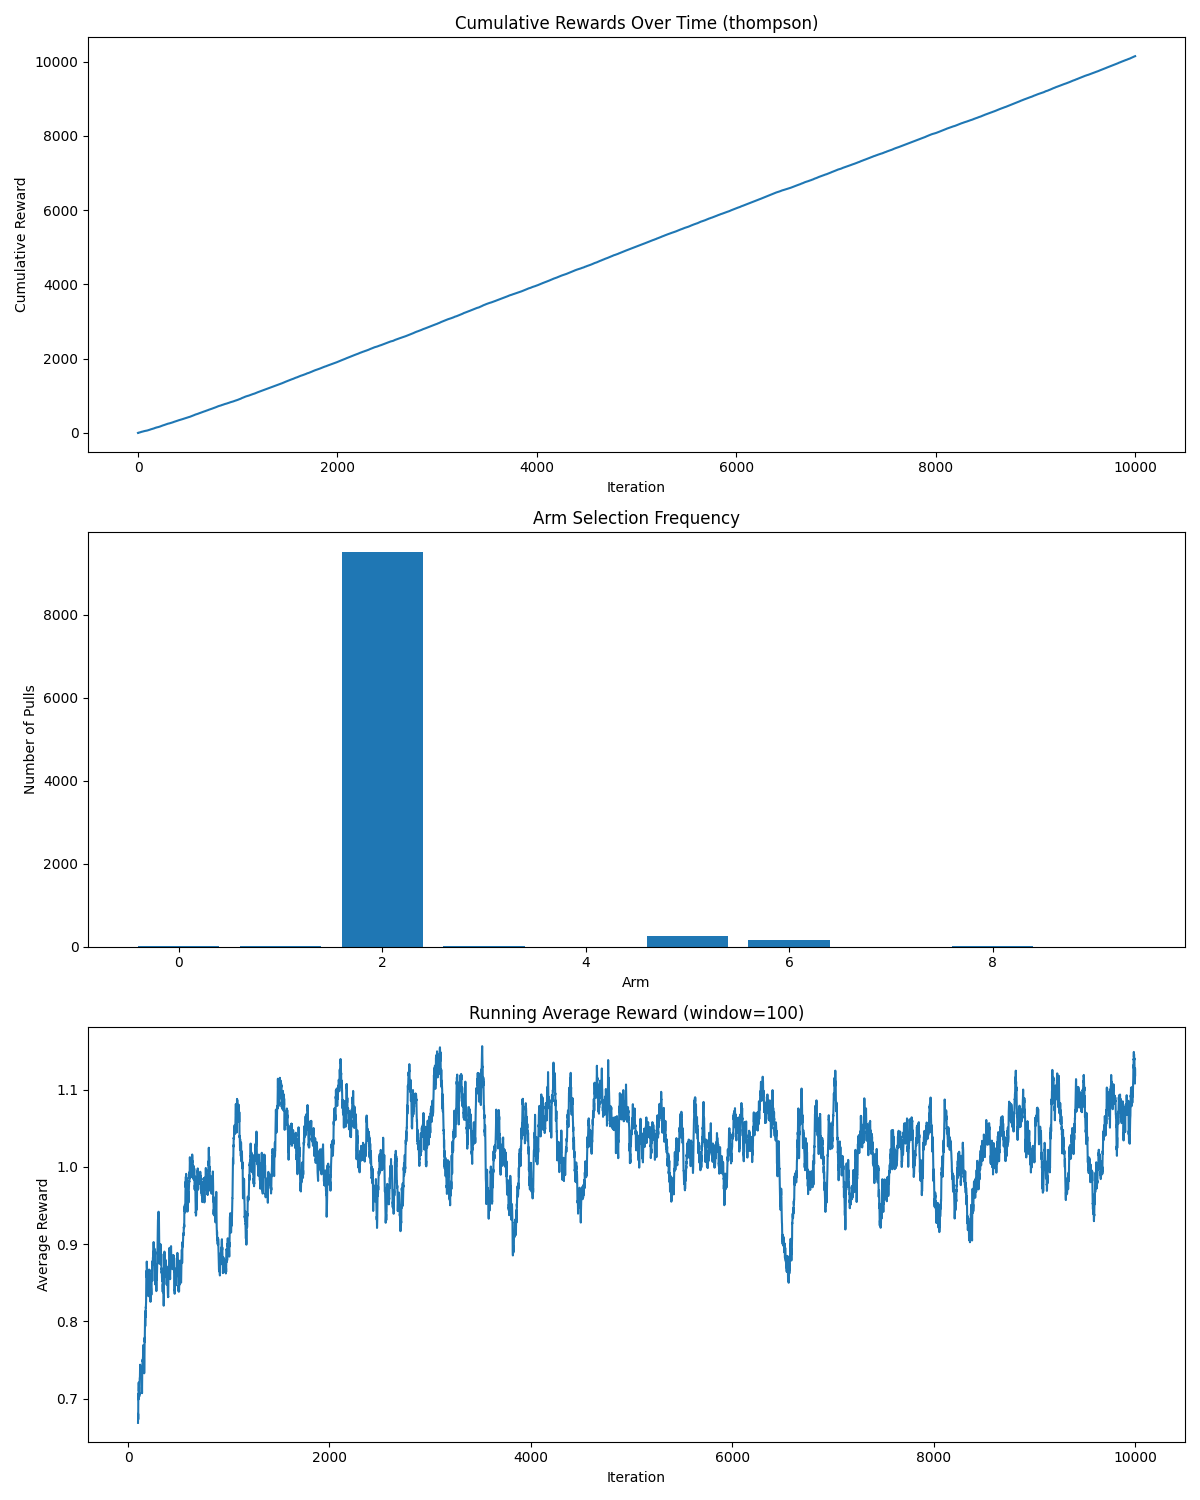 Cumulative Rewards Over Time (thompson)
10000
8000
6000
4000
2000
0
Cumulative Reward
0 2000 4000 6000 8000 10000
Iteration
Arm Selection Frequency
8000
6000
4000
2000
0
Number of Pulls
0 2 4 6 8
Arm
Running Average Reward (window=100)
1.1
1.0
0.9
0.8
0.7
Average Reward
0 2000 4000 6000 8000 10000
Iteration